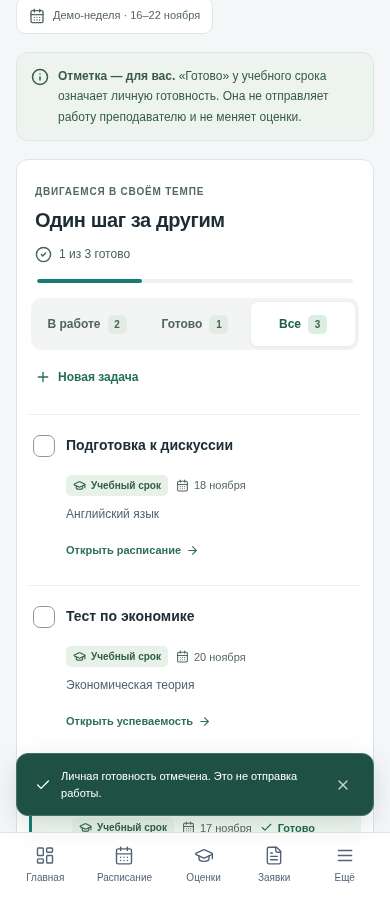 Демо-неделя · 16–22 ноября
Отметка — для вас. «Готово» у учебного срока
означает личную готовность. Она не отправляет
работу преподавателю и не меняет оценки.
ДВИГАЕМСЯ В СВОЁМ ТЕМПЕ
Один шаг за другим
1 из 3 готово
В работе 2 Готово 1 Все 3
Новая задача
Подготовка к дискуссии
Учебный срок 18 ноября
Английский язык
Открыть расписание
Тест по экономике
Учебный срок 20 ноября
Экономическая теория
Открыть успеваемость
Личная готовность отмечена. Это не отправка
работы.
Учебный срок 17 ноября Готово
Главная Расписание Оценки Заявки Ещё